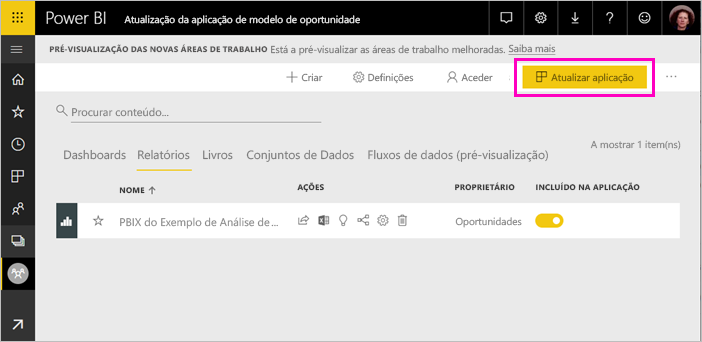 Power BI Atualização da aplicação de modelo de oportunidade
PRÉ-VISUALIZAÇÃO DAS NOVAS ÁREAS DE TRABALHO Está a pré-visualizar as áreas de trabalho melhoradas. Saiba mais
Criar Definições Aceder Atualizar aplicação
Procurar conteúdo...
A mostrar 1 item(ns)
Dashboards Relatórios Livros Conjuntos de Dados Fluxos de dados (pré-visualização)
NOME AÇÕES PROPRIETÁRIO INCLUÍDO NA APLICAÇÃO
PBIX do Exemplo de Análise de ... Oportunidades